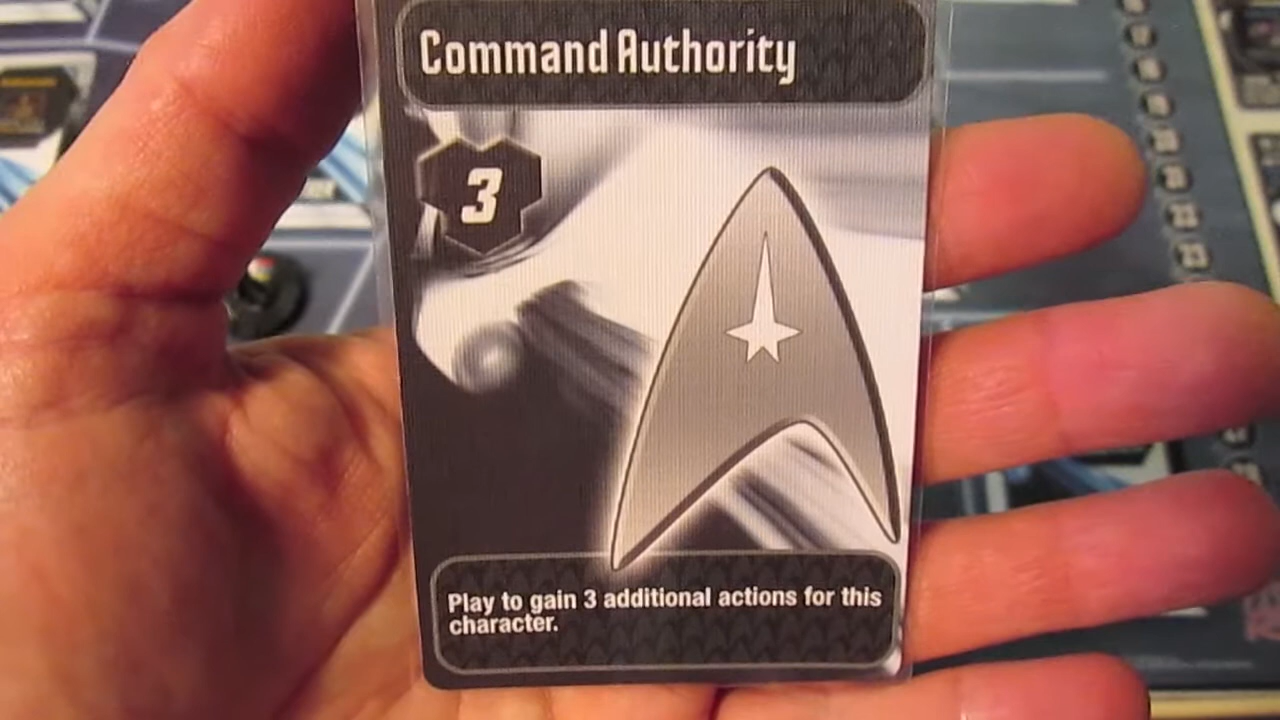 Command Authority
3
Play to gain 3 additional actions for this
character.